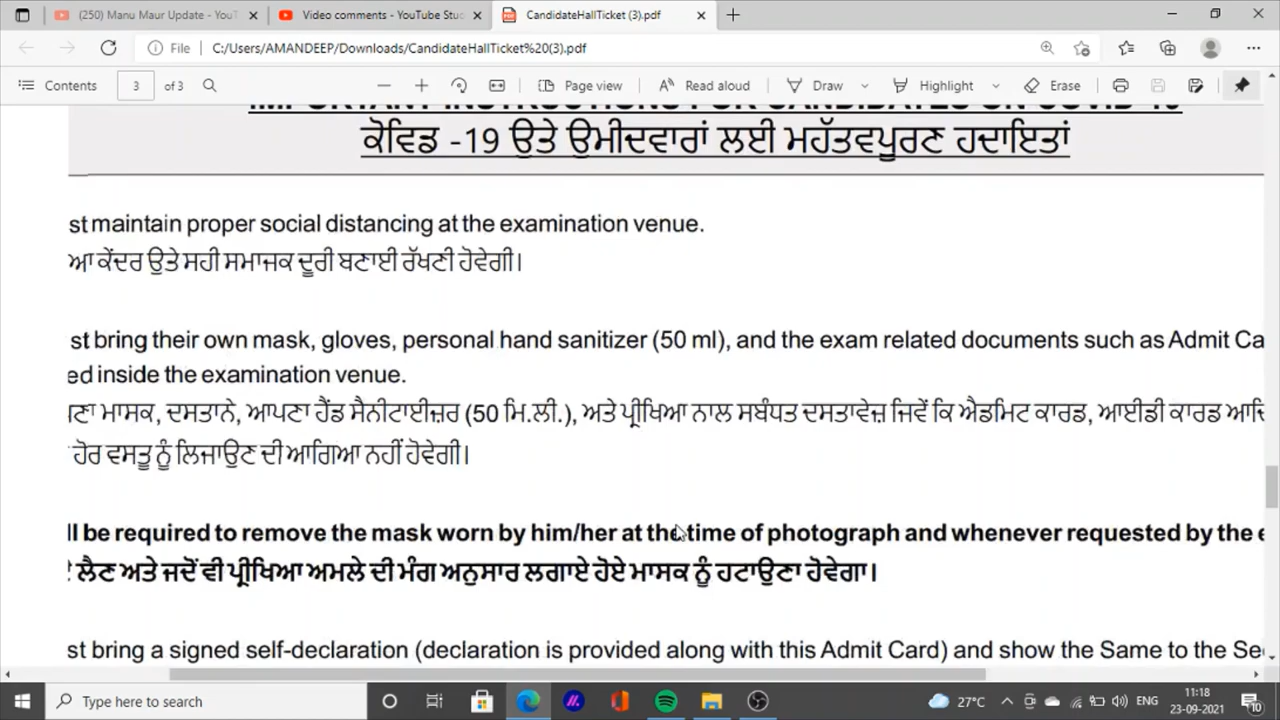 (250) Manu Maur Update - YouT
Video comments - YouTube Stu
CandidateHallTicket (3).pdf
File
C:/Users/AMANDEEP/Downloads/CandidateHallTicket%20(3).pdf
Contents
3
of 3
Page view
Read aloud
Draw
Highlight
Erase
IMPORTANT INSTRUCTIONS FOR CANDIDATES ON COVID-19
ਕੋਵਿਡ -19 ਉਤੇ ਉਮੀਦਵਾਰਾਂ ਲਈ ਮਹੱਤਵਪੂਰਣ ਹਦਾਇਤਾਂ
st maintain proper social distancing at the examination venue.
ਆ ਕੇਂਦਰ ਉਤੇ ਸਹੀ ਸਮਾਜਕ ਦੂਰੀ ਬਣਾਈ ਰੱਖਣੀ ਹੋਵੇਗੀ।
st bring their own mask, gloves, personal hand sanitizer (50 ml), and the exam related documents such as Admit Ca
ed inside the examination venue.
ਣਾ ਮਾਸਕ, ਦਸਤਾਨੇ, ਆਪਣਾ ਹੈਂਡ ਸੈਨੀਟਾਈਜ਼ਰ (50 ਮਿ.ਲੀ.), ਅਤੇ ਪ੍ਰੀਖਿਆ ਨਾਲ ਸਬੰਧਤ ਦਸਤਾਵੇਜ਼ ਜਿਵੇਂ ਕਿ ਐਡਮਿਟ ਕਾਰਡ, ਆਈਡੀ ਕਾਰਡ ਆਦਿ
ਹੋਰ ਵਸਤੂ ਨੂੰ ਲਿਜਾਉਣ ਦੀ ਆਗਿਆ ਨਹੀਂ ਹੋਵੇਗੀ।
ll be required to remove the mask worn by him/her at the time of photograph and whenever requested by the e
ਲੈਣ ਅਤੇ ਜਦੋਂ ਵੀ ਪ੍ਰੀਖਿਆ ਅਮਲੇ ਦੀ ਮੰਗ ਅਨੁਸਾਰ ਲਗਾਏ ਹੋਏ ਮਾਸਕ ਨੂੰ ਹਟਾਉਣਾ ਹੋਵੇਗਾ।
st bring a signed self-declaration (declaration is provided along with this Admit Card) and show the Same to the Se
Type here to search
27°C
ENG
11:18
23-09-2021
10